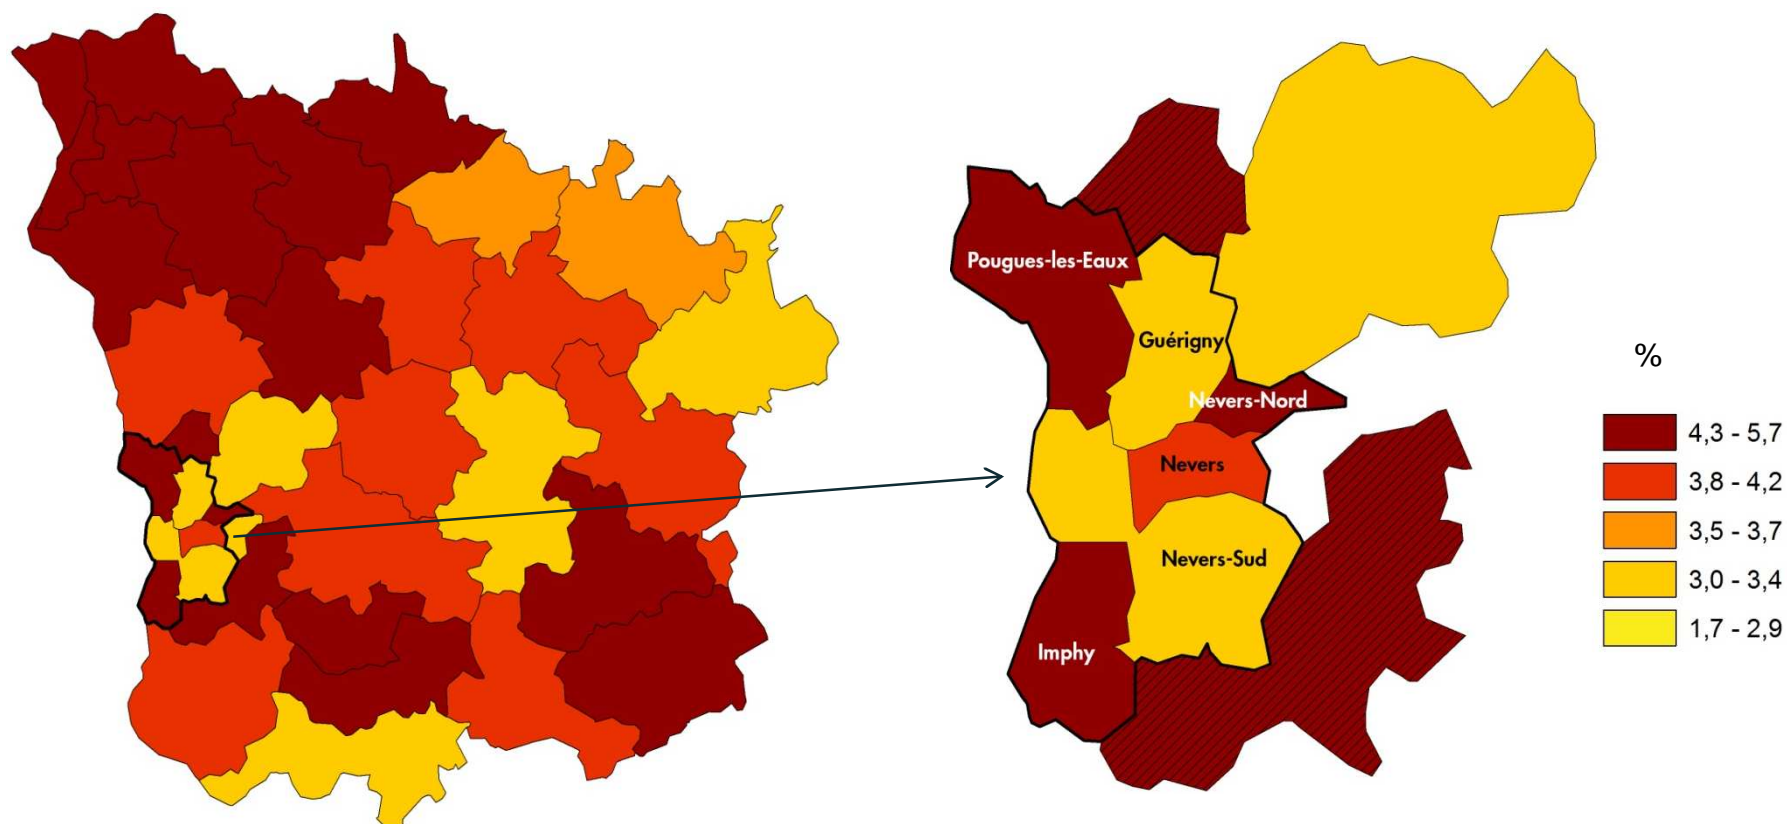 Pougues-les-Eaux
Guérigny
Nevers-Nord
Nevers
Nevers-Sud
Imphy
%
4,3 - 5,7
3,8 - 4,2
3,5 - 3,7
3,0 - 3,4
1,7 - 2,9